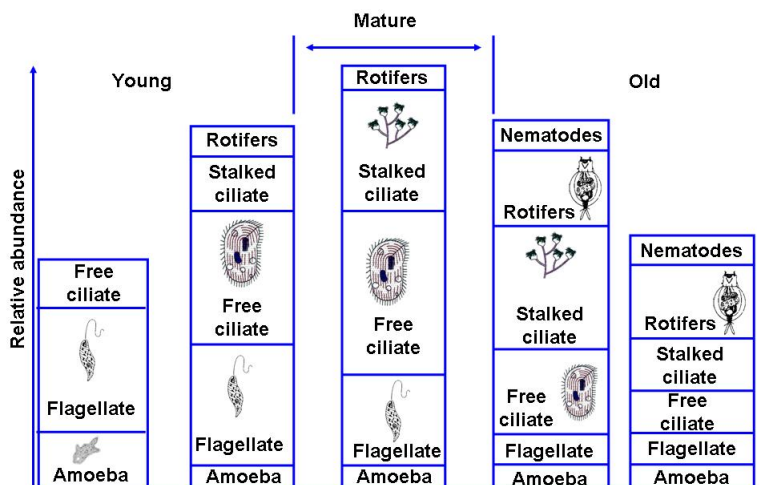 Mature
Young
Old
Relative abundance
Free
ciliate
Flagellate
Amoeba
Rotifers
Stalked
ciliate
Free
ciliate
Flagellate
Amoeba
Rotifers
Stalked
ciliate
Free
ciliate
Flagellate
Amoeba
Nematodes
Rotifers
Stalked
ciliate
Free
ciliate
Flagellate
Amoeba
Nematodes
Rotifers
Stalked
ciliate
Free
ciliate
Flagellate
Amoeba